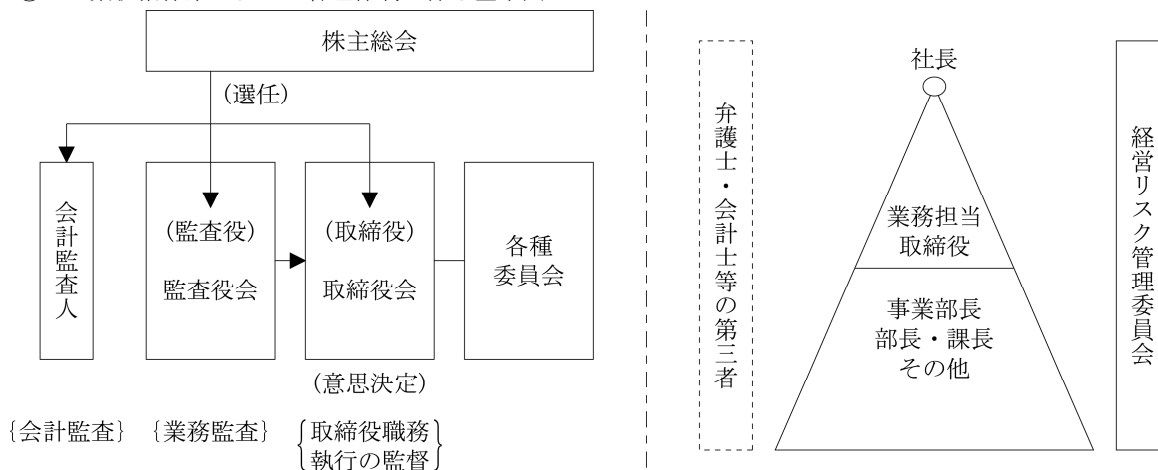 株主総会
(選任)
会計監査人
(監査役)
監査役会
(取締役)
取締役会
各種
委員会
(意思決定)
{会計監査}
{業務監査}
{取締役職務
執行の監督}
弁護士・会計士等の第三者
社長
業務担当
取締役
事業部長
部長・課長
その他
経営リスク管理委員会